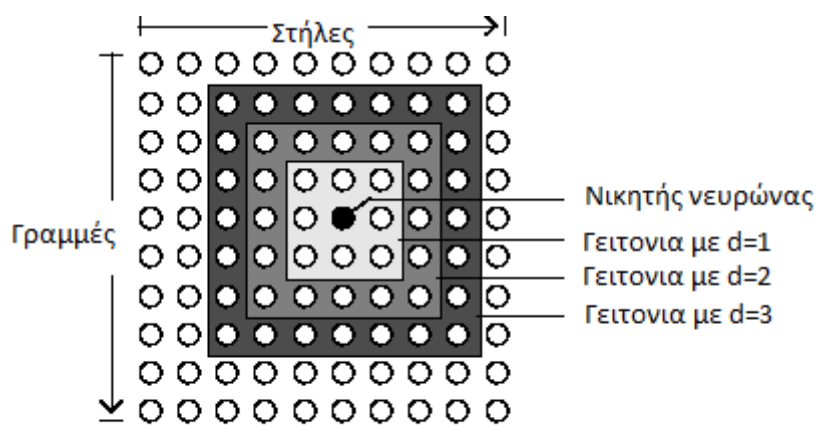 Στήλες
Γραμμές
Νικητής νευρώνας
Γειτονια με d=1
Γειτονια με d=2
Γειτονια με d=3